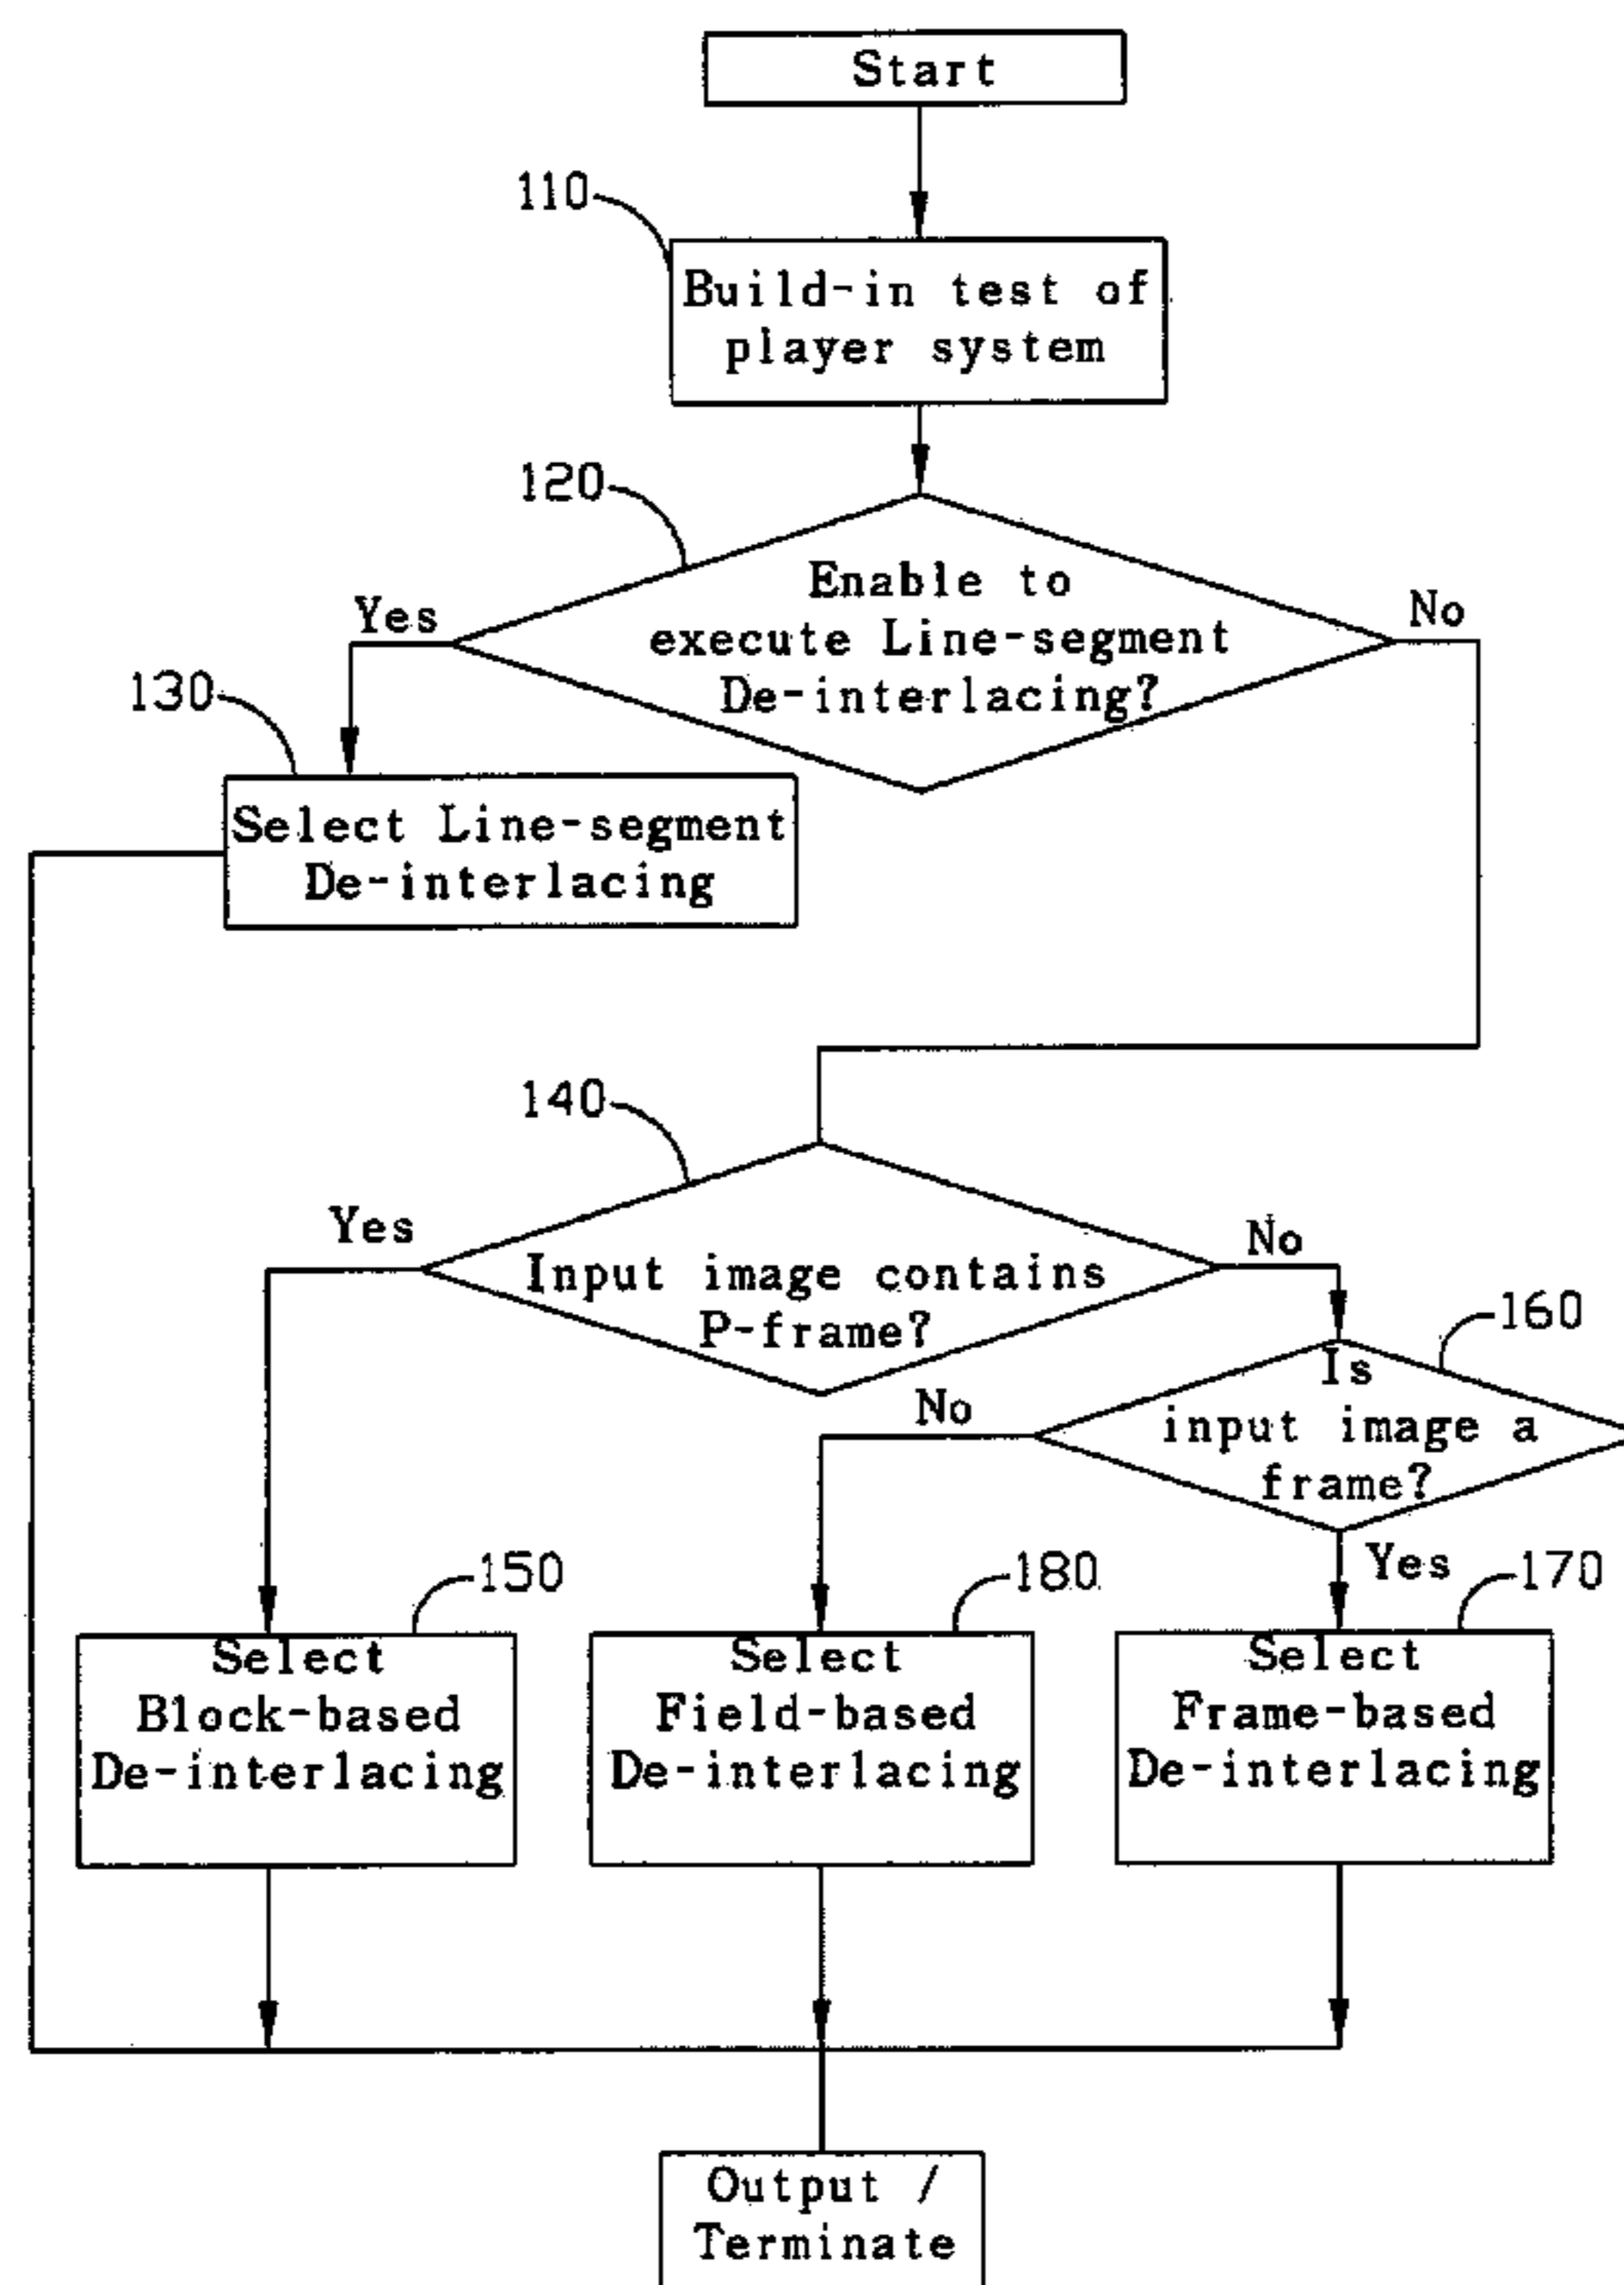 Start
110
Build-in test of
player system
120
Enable to
execute Line-segment
De-interlacing?
Yes
No
130
Select Line-segment
De-interlacing
140
Yes
Input image contains
P-frame?
No
160
Is
input image a
frame?
No
Yes
150
Select
Block-based
De-interlacing
180
Select
Field-based
De-interlacing
170
Select
Frame-based
De-interlacing
Output /
Terminate